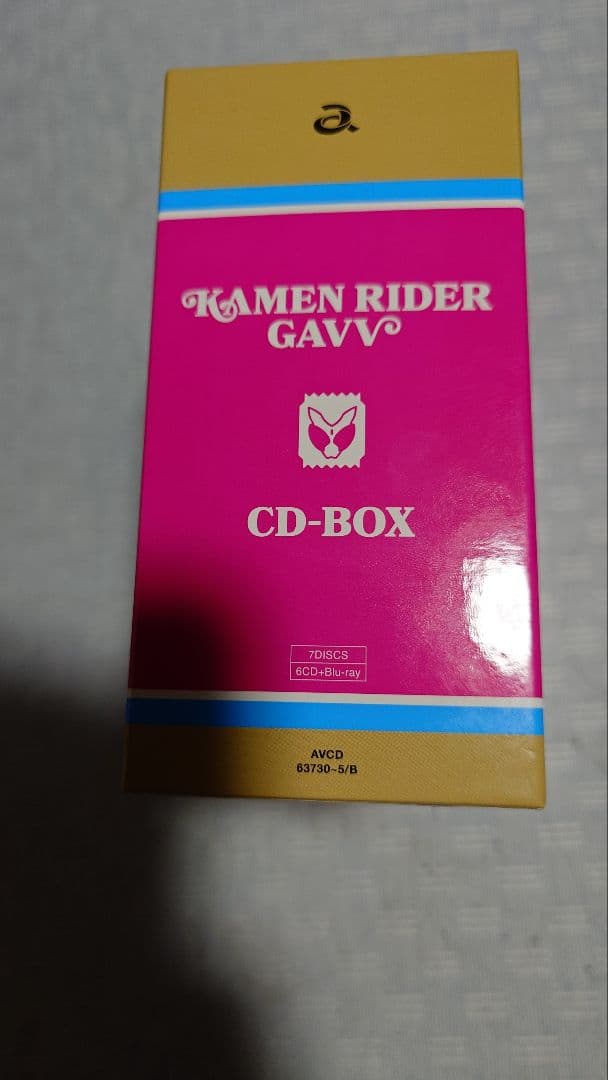 a
KAMEN RIDER
GAVV
CD-BOX
7DISCS
6CD+Blu-ray
AVCD
63730~5/B